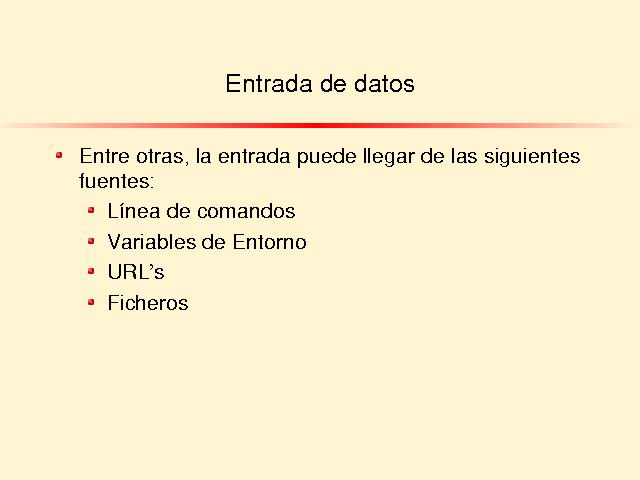 Entrada de datos
Entre otras, la entrada puede llegar de las siguientes
fuentes:
Línea de comandos
Variables de Entorno
URL's
Ficheros